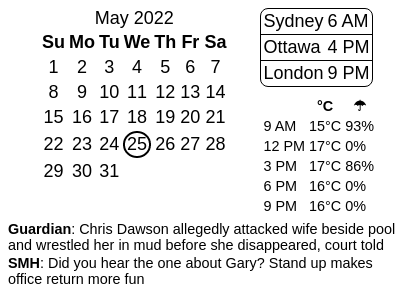 May 2022
Su Mo Tu We Th Fr Sa
1 2 3 4 5 6 7
8 9 10 11 12 13 14
15 16 17 18 19 20 21
22 23 24 25 26 27 28
29 30 31
Sydney 6 AM
Ottawa 4 PM
London 9 PM
°C ☂
9 AM 15°C 93%
12 PM 17°C 0%
3 PM 17°C 86%
6 PM 16°C 0%
9 PM 16°C 0%
Guardian: Chris Dawson allegedly attacked wife beside pool
and wrestled her in mud before she disappeared, court told
SMH: Did you hear the one about Gary? Stand up makes
office return more fun